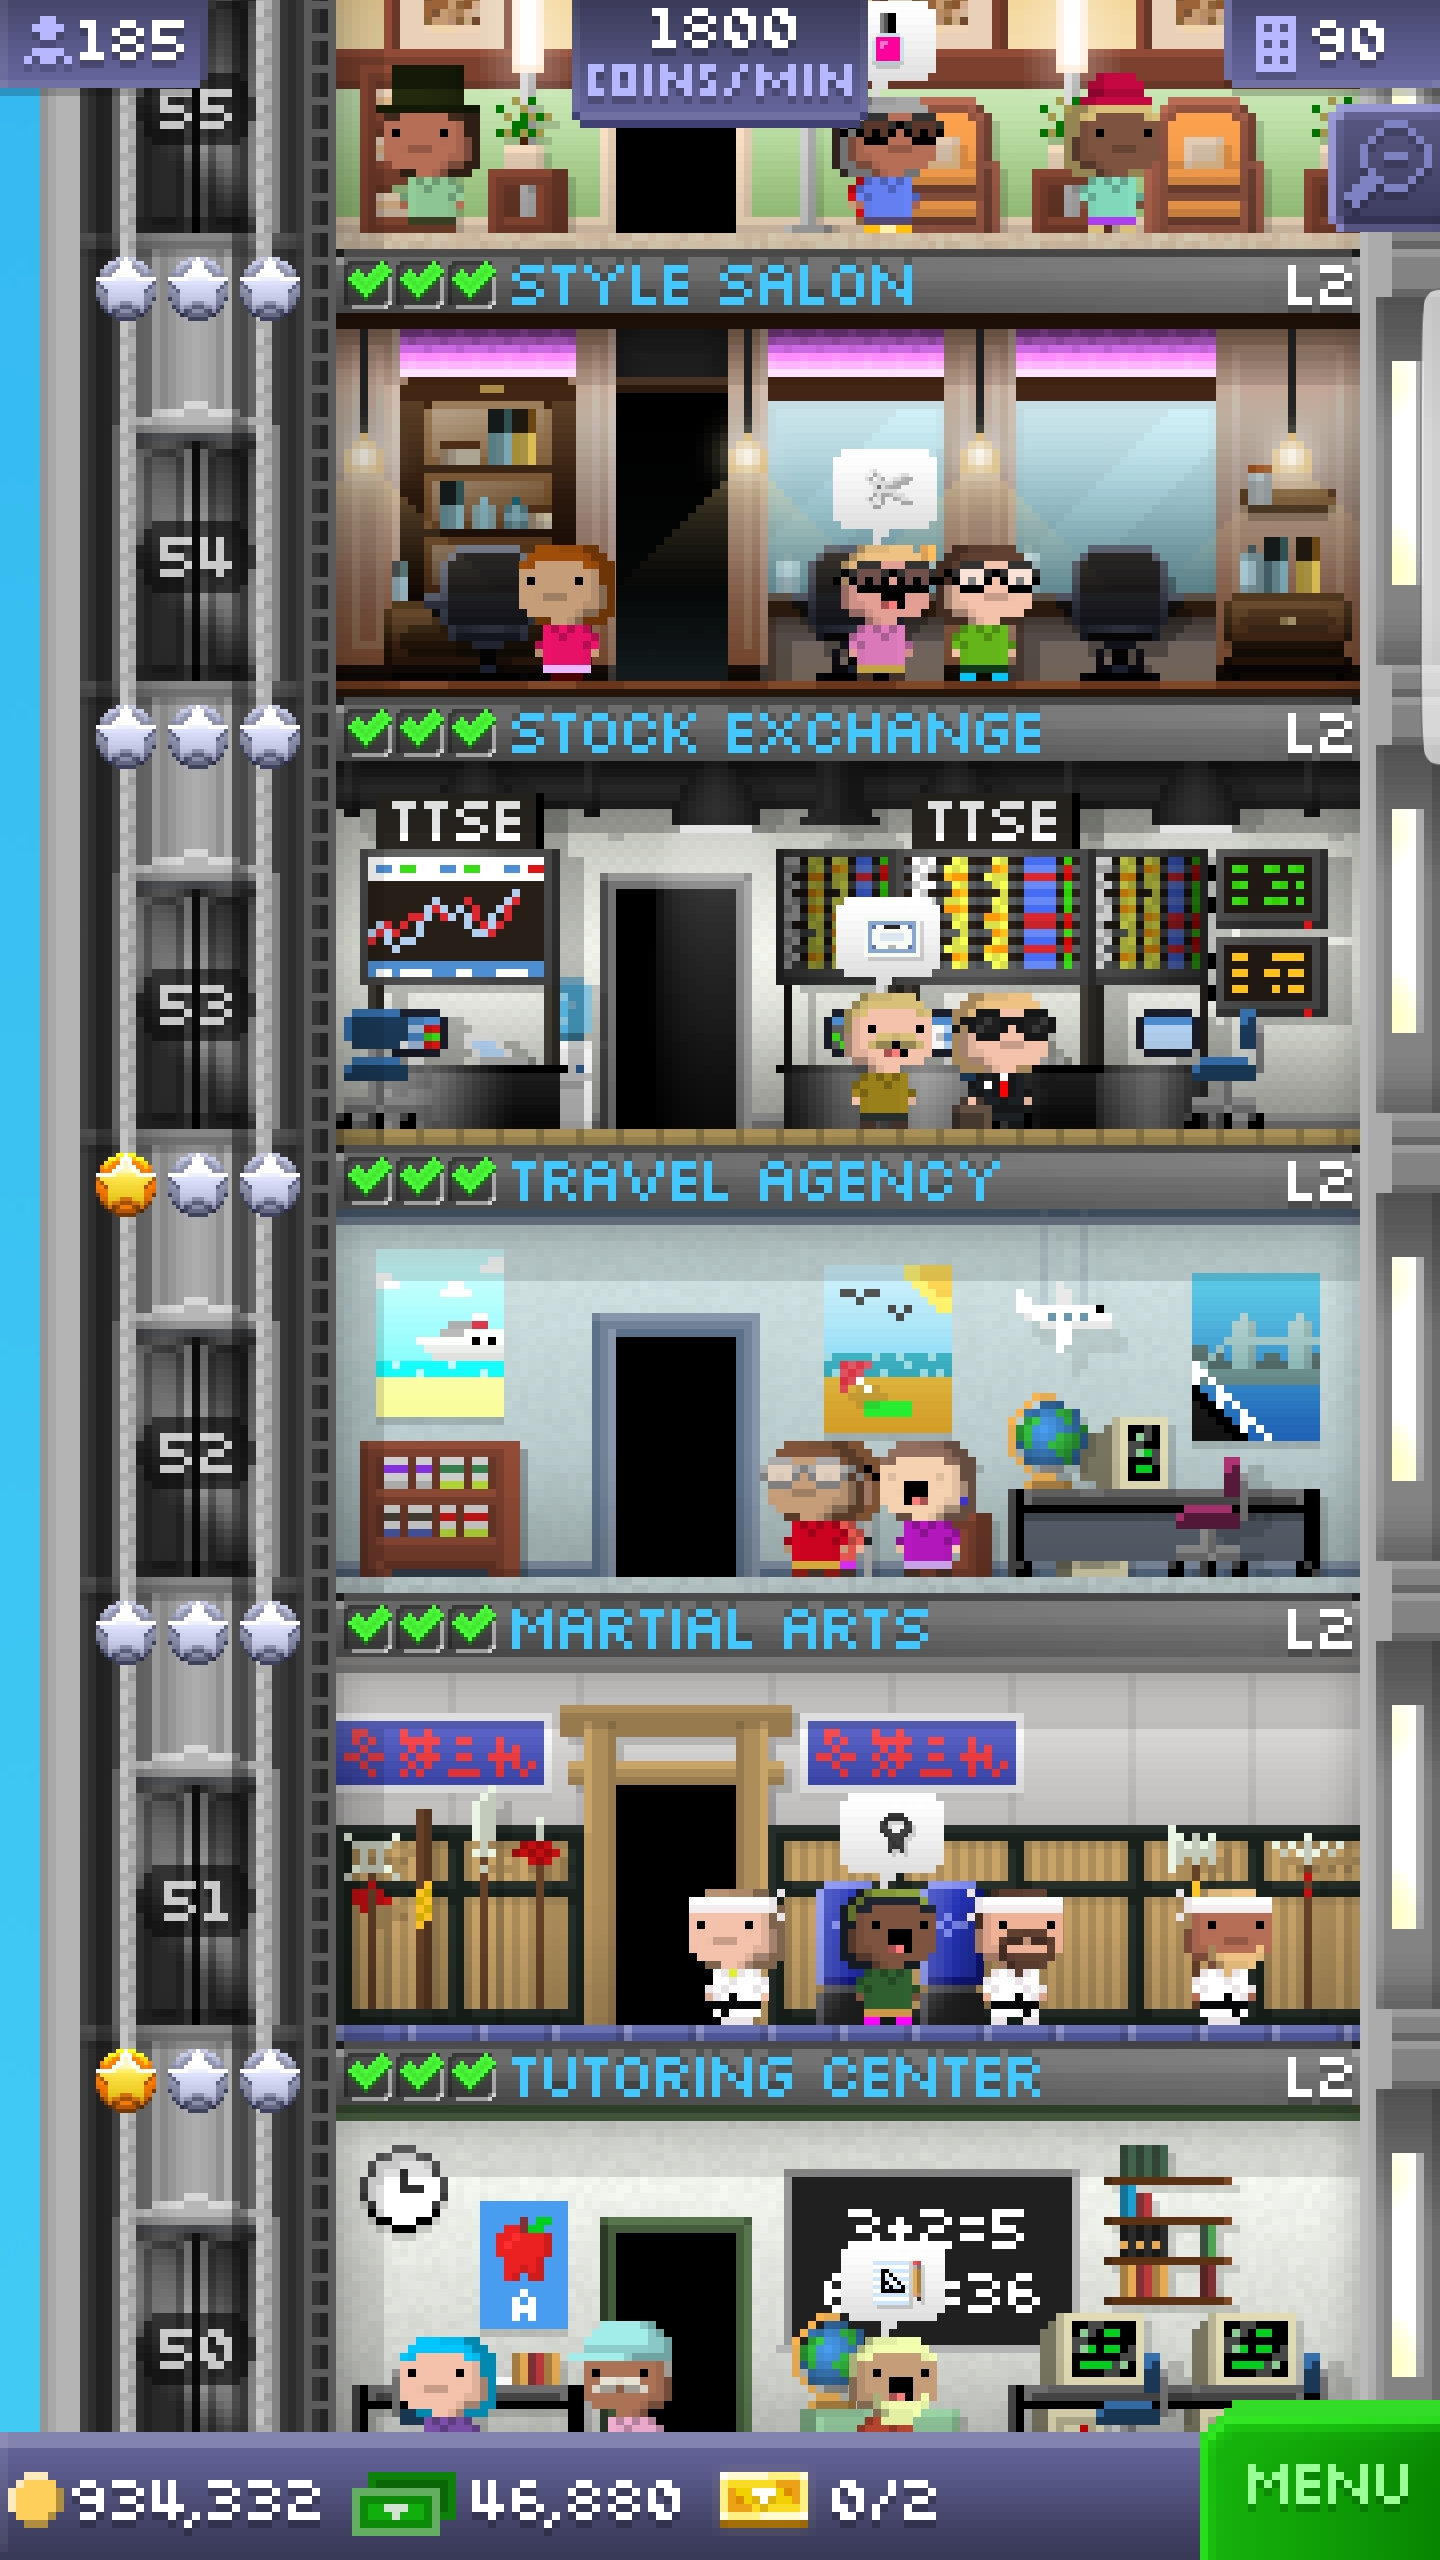 185
1800
COINS/MIN
90
55
STYLE SALON L2
54
STOCK EXCHANGE L2
TTSE TTSE
53
TRAVEL AGENCY L2
52
MARTIAL ARTS L2
51
TUTORING CENTER L2
3+2=5
=36
A
50
934,332 46,880 0/2
MENU